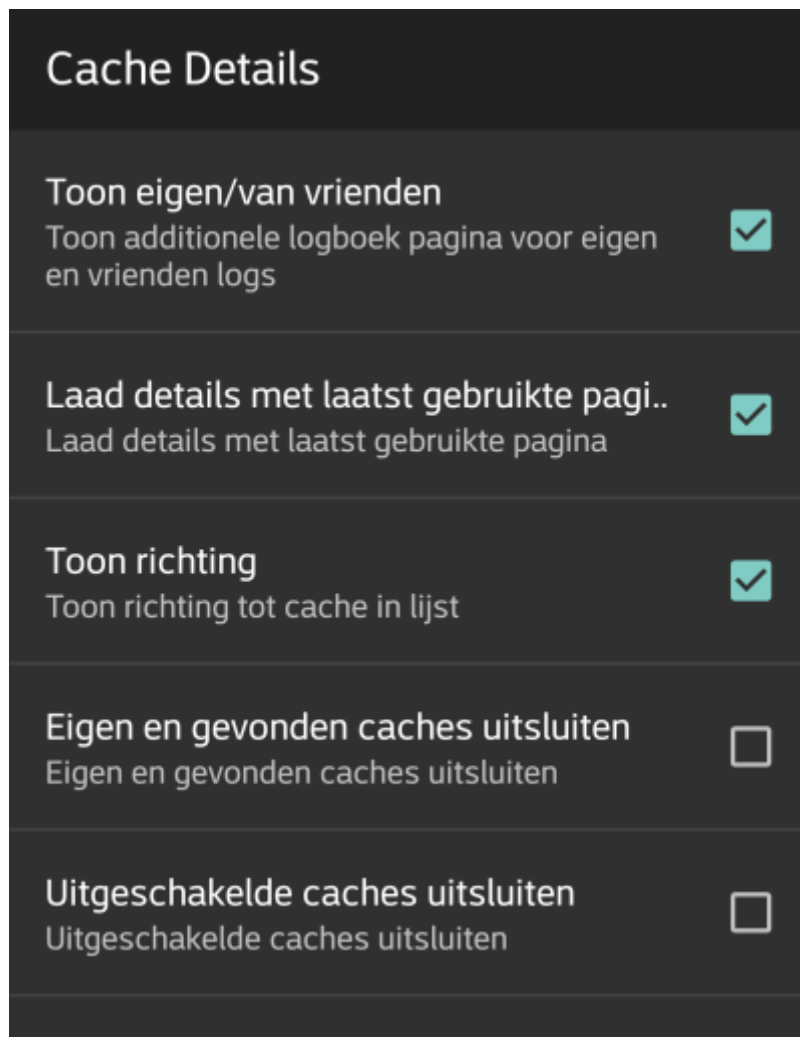 Cache Details
Toon eigen/van vrienden
Toon additionele logboek pagina voor eigen
en vrienden logs
Laad details met laatst gebruikte pagi..
Laad details met laatst gebruikte pagina
Toon richting
Toon richting tot cache in lijst
Eigen en gevonden caches uitsluiten
Eigen en gevonden caches uitsluiten
Uitgeschakelde caches uitsluiten
Uitgeschakelde caches uitsluiten